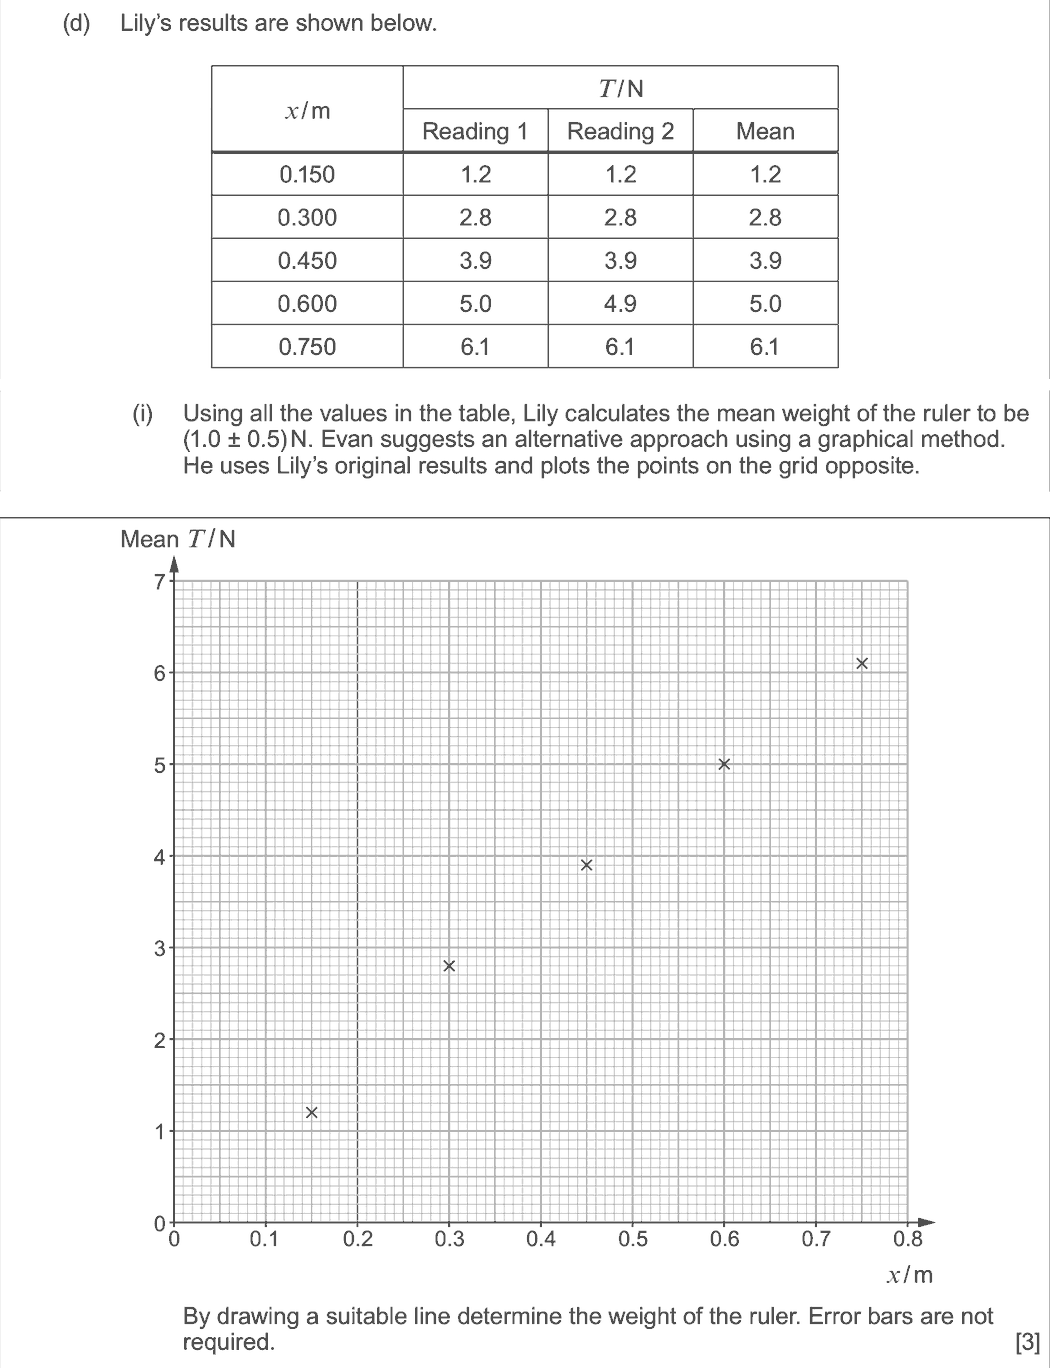 (d) Lily's results are shown below.
x/m
T/N
Reading 1 Reading 2 Mean
0.150 1.2 1.2 1.2
0.300 2.8 2.8 2.8
0.450 3.9 3.9 3.9
0.600 5.0 4.9 5.0
0.750 6.1 6.1 6.1
(i) Using all the values in the table, Lily calculates the mean weight of the ruler to be
(1.0 ± 0.5) N. Evan suggests an alternative approach using a graphical method.
He uses Lily's original results and plots the points on the grid opposite.
Mean T/N
7
6
5
4
3
2
1
0
0 0.1 0.2 0.3 0.4 0.5 0.6 0.7 0.8
x/m
By drawing a suitable line determine the weight of the ruler. Error bars are not
required. [3]